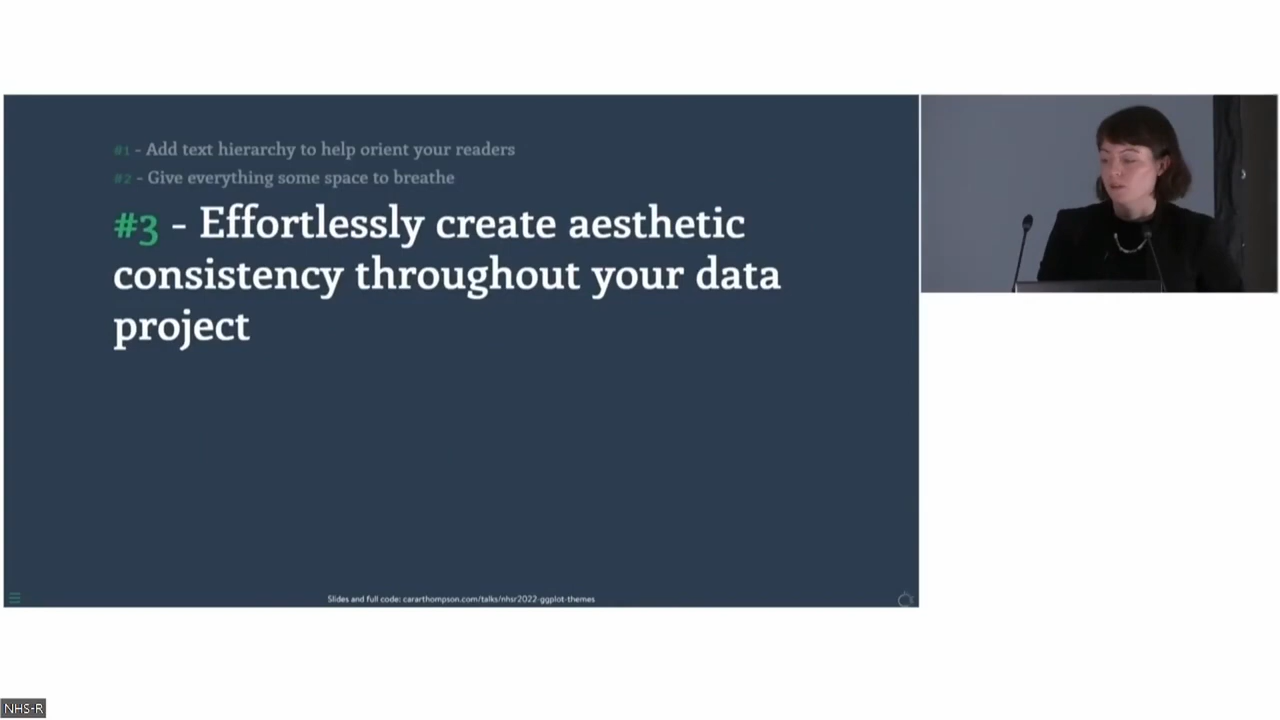 #1 - Add text hierarchy to help orient your readers
#2 - Give everything some space to breathe
#3 - Effortlessly create aesthetic
consistency throughout your data
project
Slides and full code: cararthompson.com/talks/nhsr2022-ggplot-themes
NHS-R